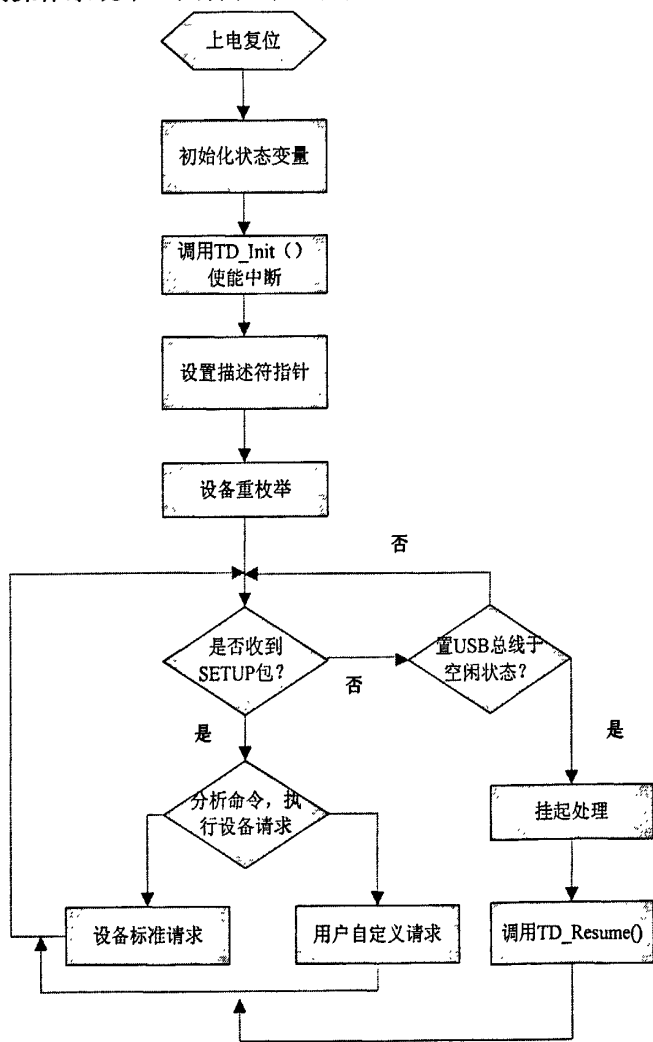 上电复位
初始化状态变量
调用TD_Init（）
使能中断
设置描述符指针
设备重枚举
否
是否收到
SETUP包？
置USB总线于
空闲状态？
否
是
是
分析命令，执
行设备请求
挂起处理
设备标准请求
用户自定义请求
调用TD_Resume()